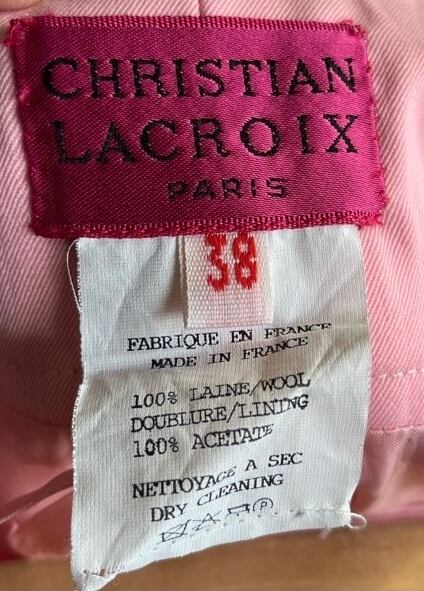 CHRISTIAN
LACROIX
PARIS
38
FABRIQUE EN FRANCE
MADE IN FRANCE
100% LAINE/WOOL
DOUBLURE/LINING
100% ACETATE
NETTOYAGE A SEC
DRY CLEANING
P